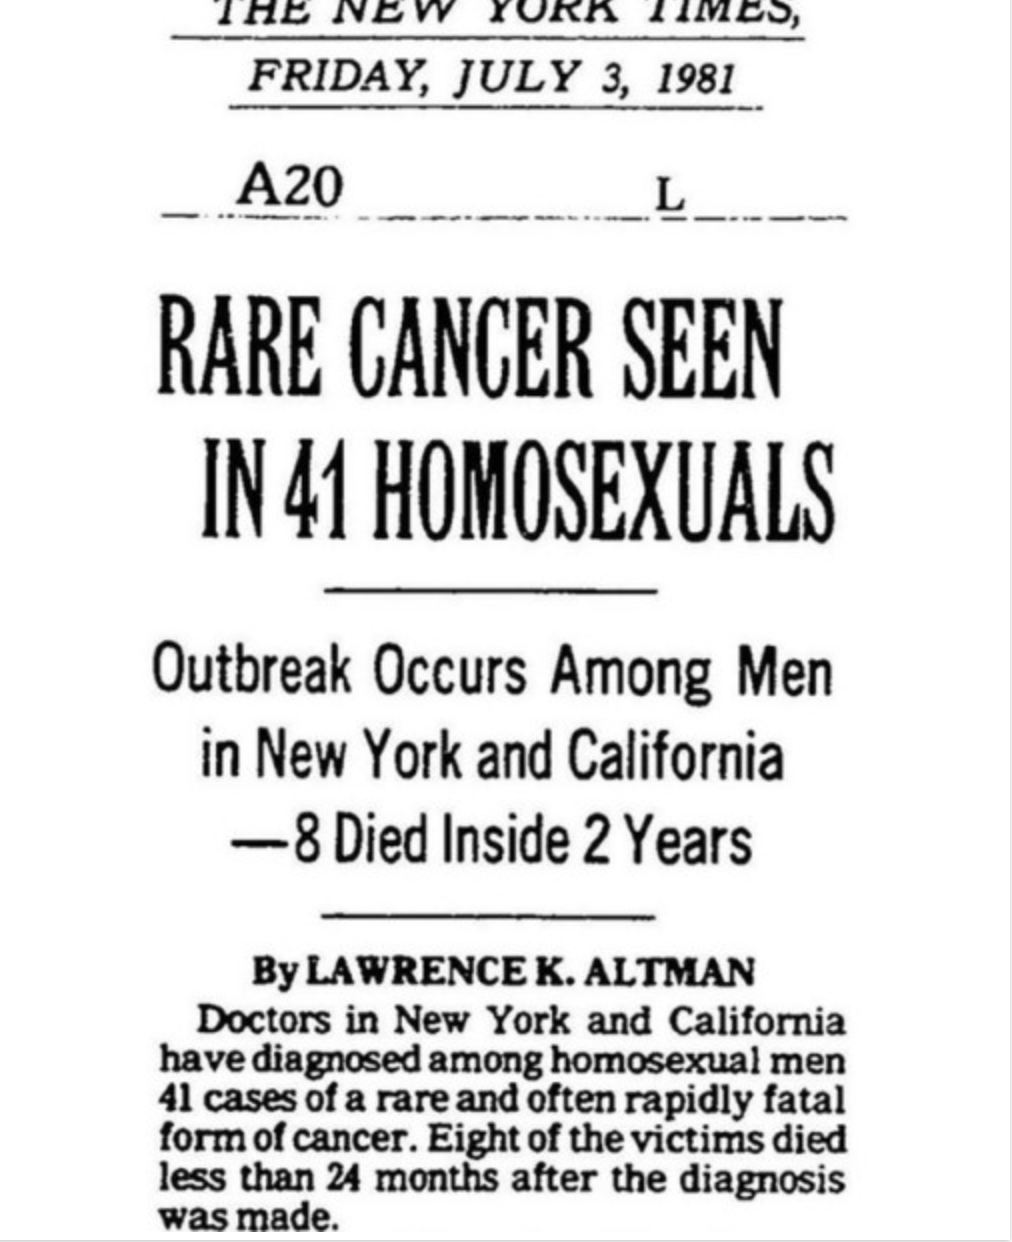 THE NEW YORK TIMES,
FRIDAY, JULY 3, 1981
A20 L
RARE CANCER SEEN
IN 41 HOMOSEXUALS
Outbreak Occurs Among Men
in New York and California
—8 Died Inside 2 Years
By LAWRENCE K. ALTMAN
Doctors in New York and California
have diagnosed among homosexual men
41 cases of a rare and often rapidly fatal
form of cancer. Eight of the victims died
less than 24 months after the diagnosis
was made.